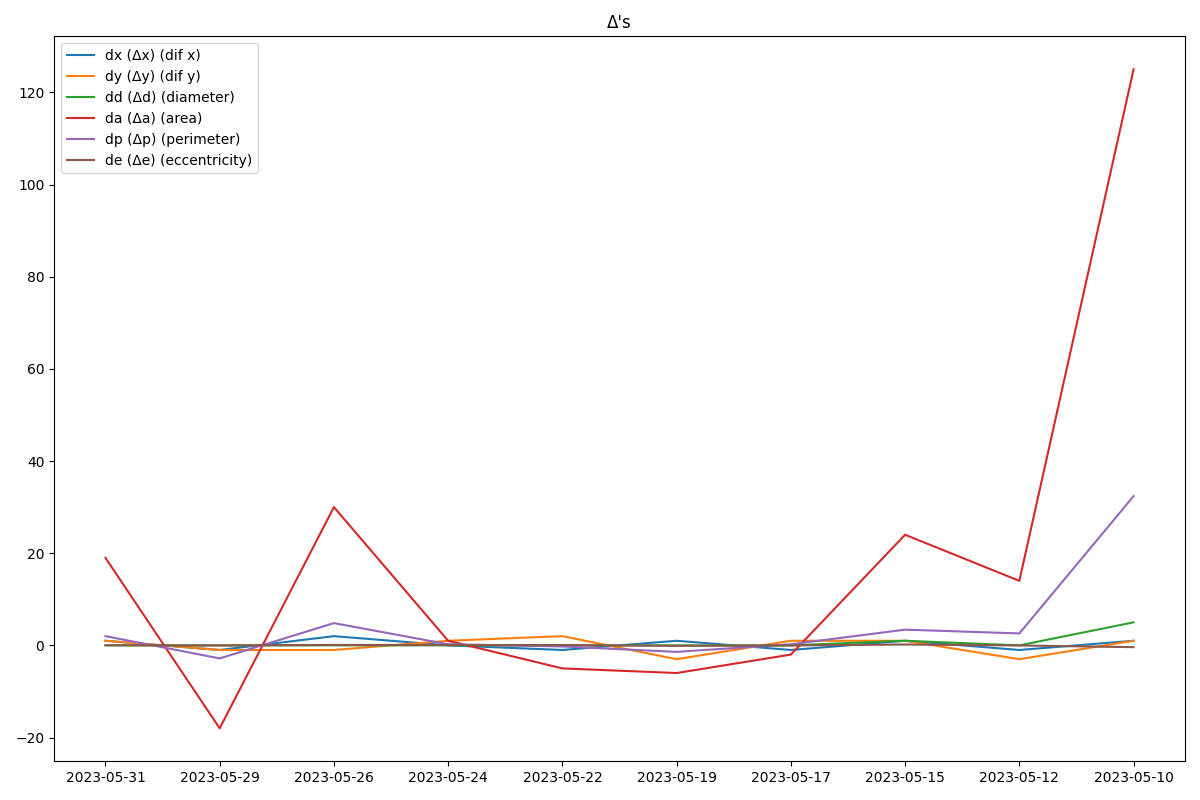 Δ's
dx (Δx) (dif x)
dy (Δy) (dif y)
dd (Δd) (diameter)
da (Δa) (area)
dp (Δp) (perimeter)
de (Δe) (eccentricity)
120
100
80
60
40
20
0
−20
2023-05-31 2023-05-29 2023-05-26 2023-05-24 2023-05-22 2023-05-19 2023-05-17 2023-05-15 2023-05-12 2023-05-10